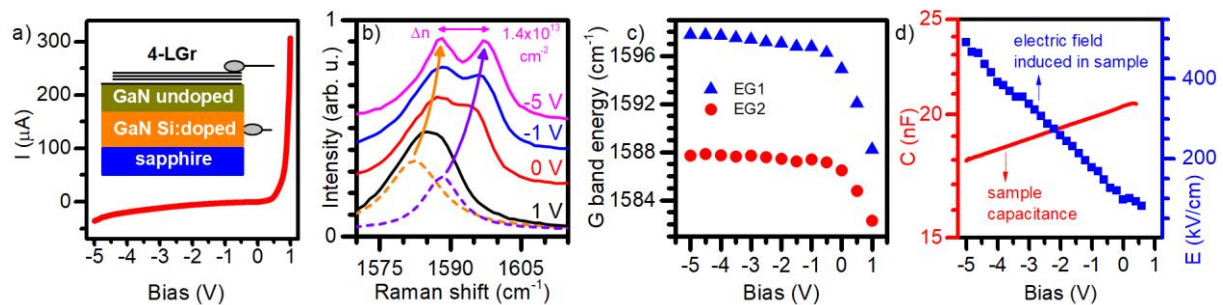 a)
I (μA)
300
200
100
0
4-LGr
GaN undoped
GaN Si:doped
sapphire
-5 -4 -3 -2 -1 0 1
Bias (V)
b)
Intensity (arb. u.)
1
0
Δn
1.4x10¹³
cm⁻²
-5 V
-1 V
0 V
1 V
1575 1590 1605
Raman shift (cm⁻¹)
c)
G band energy (cm⁻¹)
1596
1592
1588
1584
EG1
EG2
-5 -4 -3 -2 -1 0 1
Bias (V)
d)
C (nF)
25
20
15
electric field
induced in sample
sample
capacitance
400
200
0
E (kV/cm)
-5 -4 -3 -2 -1 0 1
Bias (V)